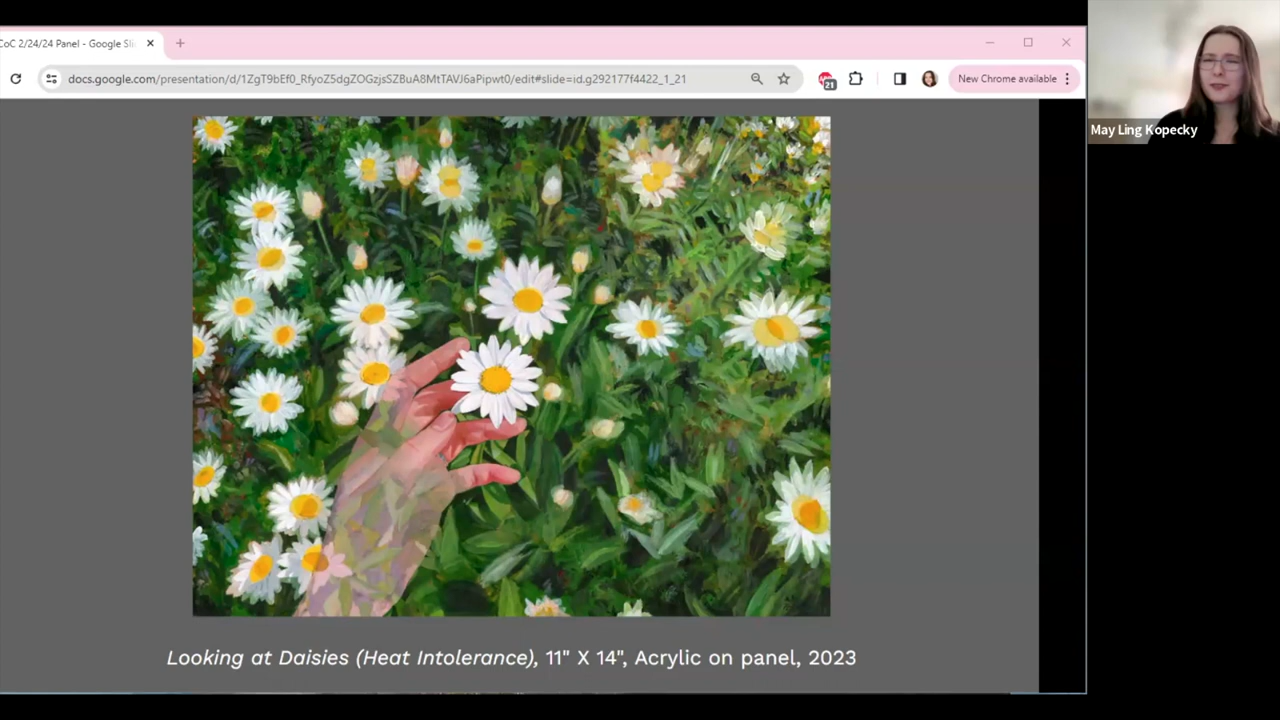 CoC 2/24/24 Panel - Google Sli
docs.google.com/presentation/d/1ZgT9bEf0_RfyoZ5dgZOGzjsSZBuA8MtTAVJ6aPipwt0/edit#slide=id.g292177f4422_1_21
21
New Chrome available
May Ling Kopecky
Looking at Daisies (Heat Intolerance), 11" X 14", Acrylic on panel, 2023